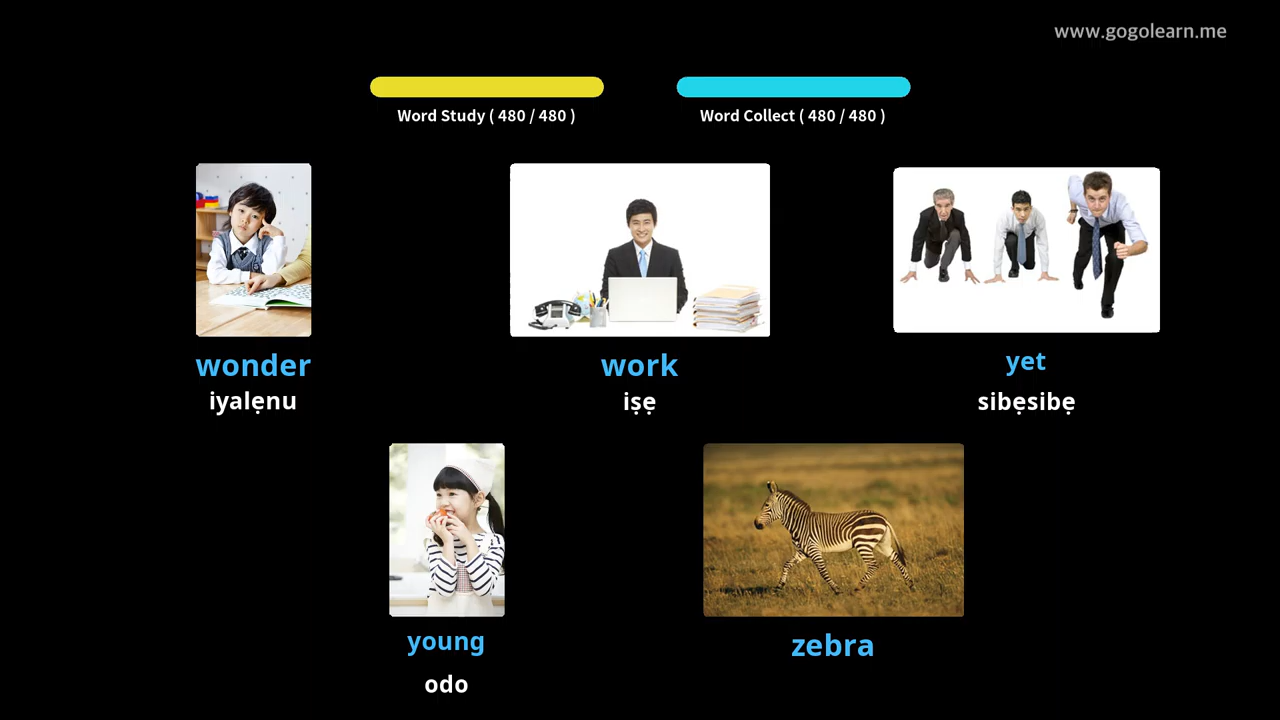 www.gogolearn.me
Word Study ( 480 / 480 )
Word Collect ( 480 / 480 )
wonder
iyalẹnu
work
iṣẹ
yet
sibẹsibẹ
young
odo
zebra